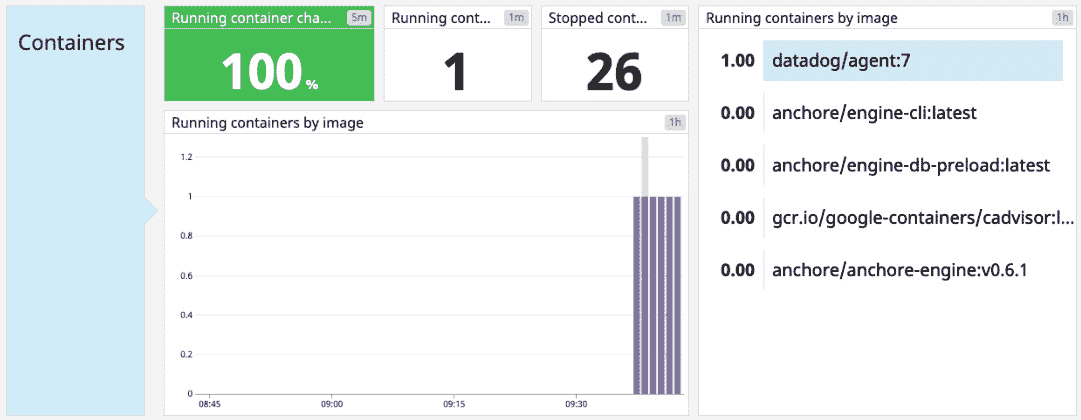 Containers
Running container cha... 5m
100 %
Running cont... 1m
1
Stopped cont... 1m
26
Running containers by image 1h
1.2
1
0.8
0.6
0.4
0.2
0
08:45 09:00 09:15 09:30
Running containers by image 1h
1.00 datadog/agent:7
0.00 anchore/engine-cli:latest
0.00 anchore/engine-db-preload:latest
0.00 gcr.io/google-containers/cadvisor:l...
0.00 anchore/anchore-engine:v0.6.1